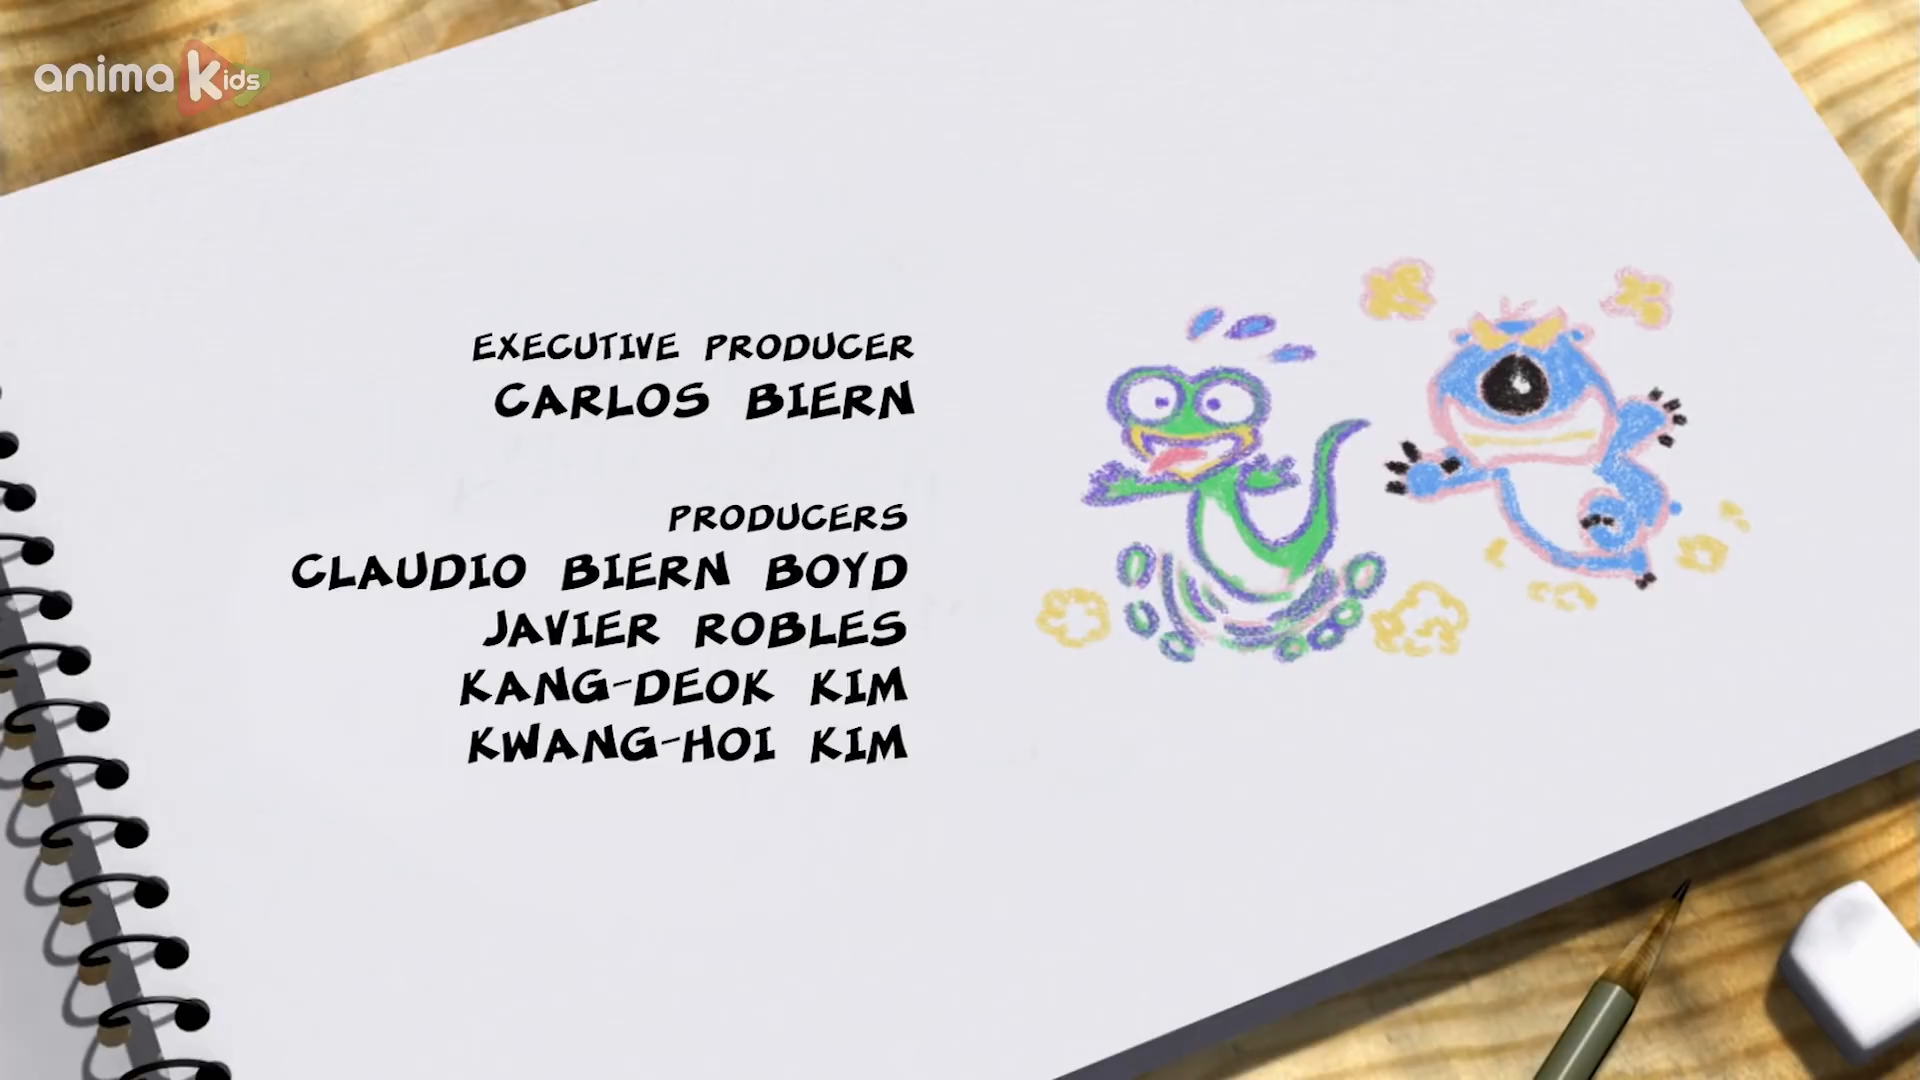 anima Kids
EXECUTIVE PRODUCER
CARLOS BIERN
PRODUCERS
CLAUDIO BIERN BOYD
JAVIER ROBLES
KANG-DEOK KIM
KWANG-HOI KIM